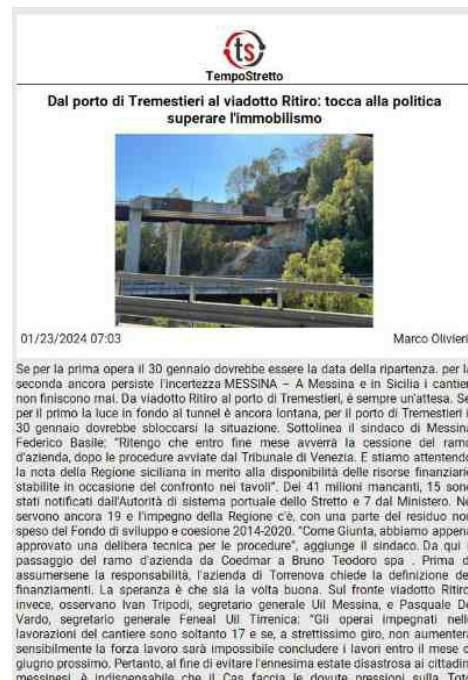 ts
TempoStretto
Dal porto di Tremestieri al viadotto Ritiro: tocca alla politica
superare l'immobilismo
01/23/2024 07:03 Marco Olivieri
Se per la prima opera il 30 gennaio dovrebbe essere la data della ripartenza. per la
seconda ancora persiste l'incertezza MESSINA – A Messina e in Sicilia i cantieri
non finiscono mai. Da viadotto Ritiro al porto di Tremestieri, è sempre un'attesa. Se
per il primo la luce in fondo al tunnel è ancora lontana, per il porto di Tremestieri il
30 gennaio dovrebbe sbloccarsi la situazione. Sottolinea il sindaco di Messina
Federico Basile: "Ritengo che entro fine mese avverrà la cessione del ramo
d'azienda, dopo le procedure avviate dal Tribunale di Venezia. E stiamo attendendo
la nota della Regione siciliana in merito alla disponibilità delle risorse finanziarie
stabilite in occasione del confronto nei tavoli". Dei 41 milioni mancanti, 15 sono
stati notificati dall'Autorità di sistema portuale dello Stretto e 7 dal Ministero. Ne
servono ancora 19 e l'impegno della Regione c'è, con una parte del residuo non
speso del Fondo di sviluppo e coesione 2014-2020. "Come Giunta, abbiamo appena
approvato una delibera tecnica per le procedure", aggiunge il sindaco. Da qui il
passaggio del ramo d'azienda da Coedmar a Bruno Teodoro spa . Prima di
assumersene la responsabilità, l'azienda di Torrenova chiede la definizione dei
finanziamenti. La speranza è che sia la volta buona. Sul fronte viadotto Ritiro,
invece, osservano Ivan Tripodi, segretario generale Uil Messina, e Pasquale De
Vardo, segretario generale Feneal Uil Tirrenica: "Gli operai impegnati nelle
lavorazioni del cantiere sono soltanto 17 e se, a strettissimo giro, non aumenterà
sensibilmente la forza lavoro sarà impossibile concludere i lavori entro il mese di
giugno prossimo. Pertanto, al fine di evitare l'ennesima estate disastrosa ai cittadini
messinesi, è indispensabile che il Cas faccia le dovute pressioni sulla Toto